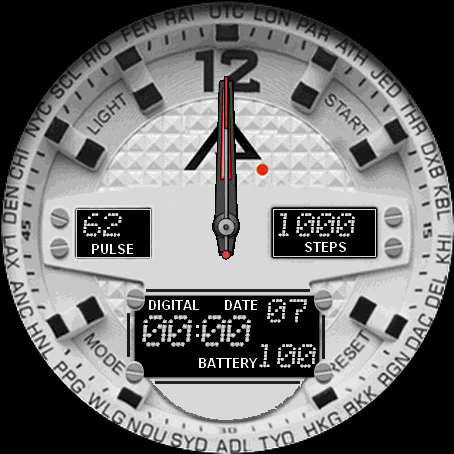 UTC LON PAR ATH JED THR DXB KBL KHI DEL DAC RGN BKK HKG TYO ADL SYD NOU WLG PPG HNL ANC LAX DEN CHI NYC SCL RIO FEN RAI
12
LIGHT
START
45
15
62
PULSE
1000
STEPS
DIGITAL DATE 07
00:00
BATTERY 100
MODE
RESET
30